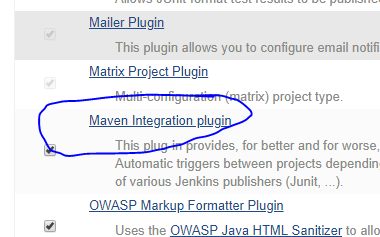 Allows JUnit format test results to be publishe
Mailer Plugin
This plugin allows you to configure email notifi
Matrix Project Plugin
Multi-configuration (matrix) project type.
Maven Integration plugin
This plug in provides, for better and for worse,
Automatic triggers between projects depending
of various Jenkins publishers (Junit, ...).
OWASP Markup Formatter Plugin
Uses the OWASP Java HTML Sanitizer to allo